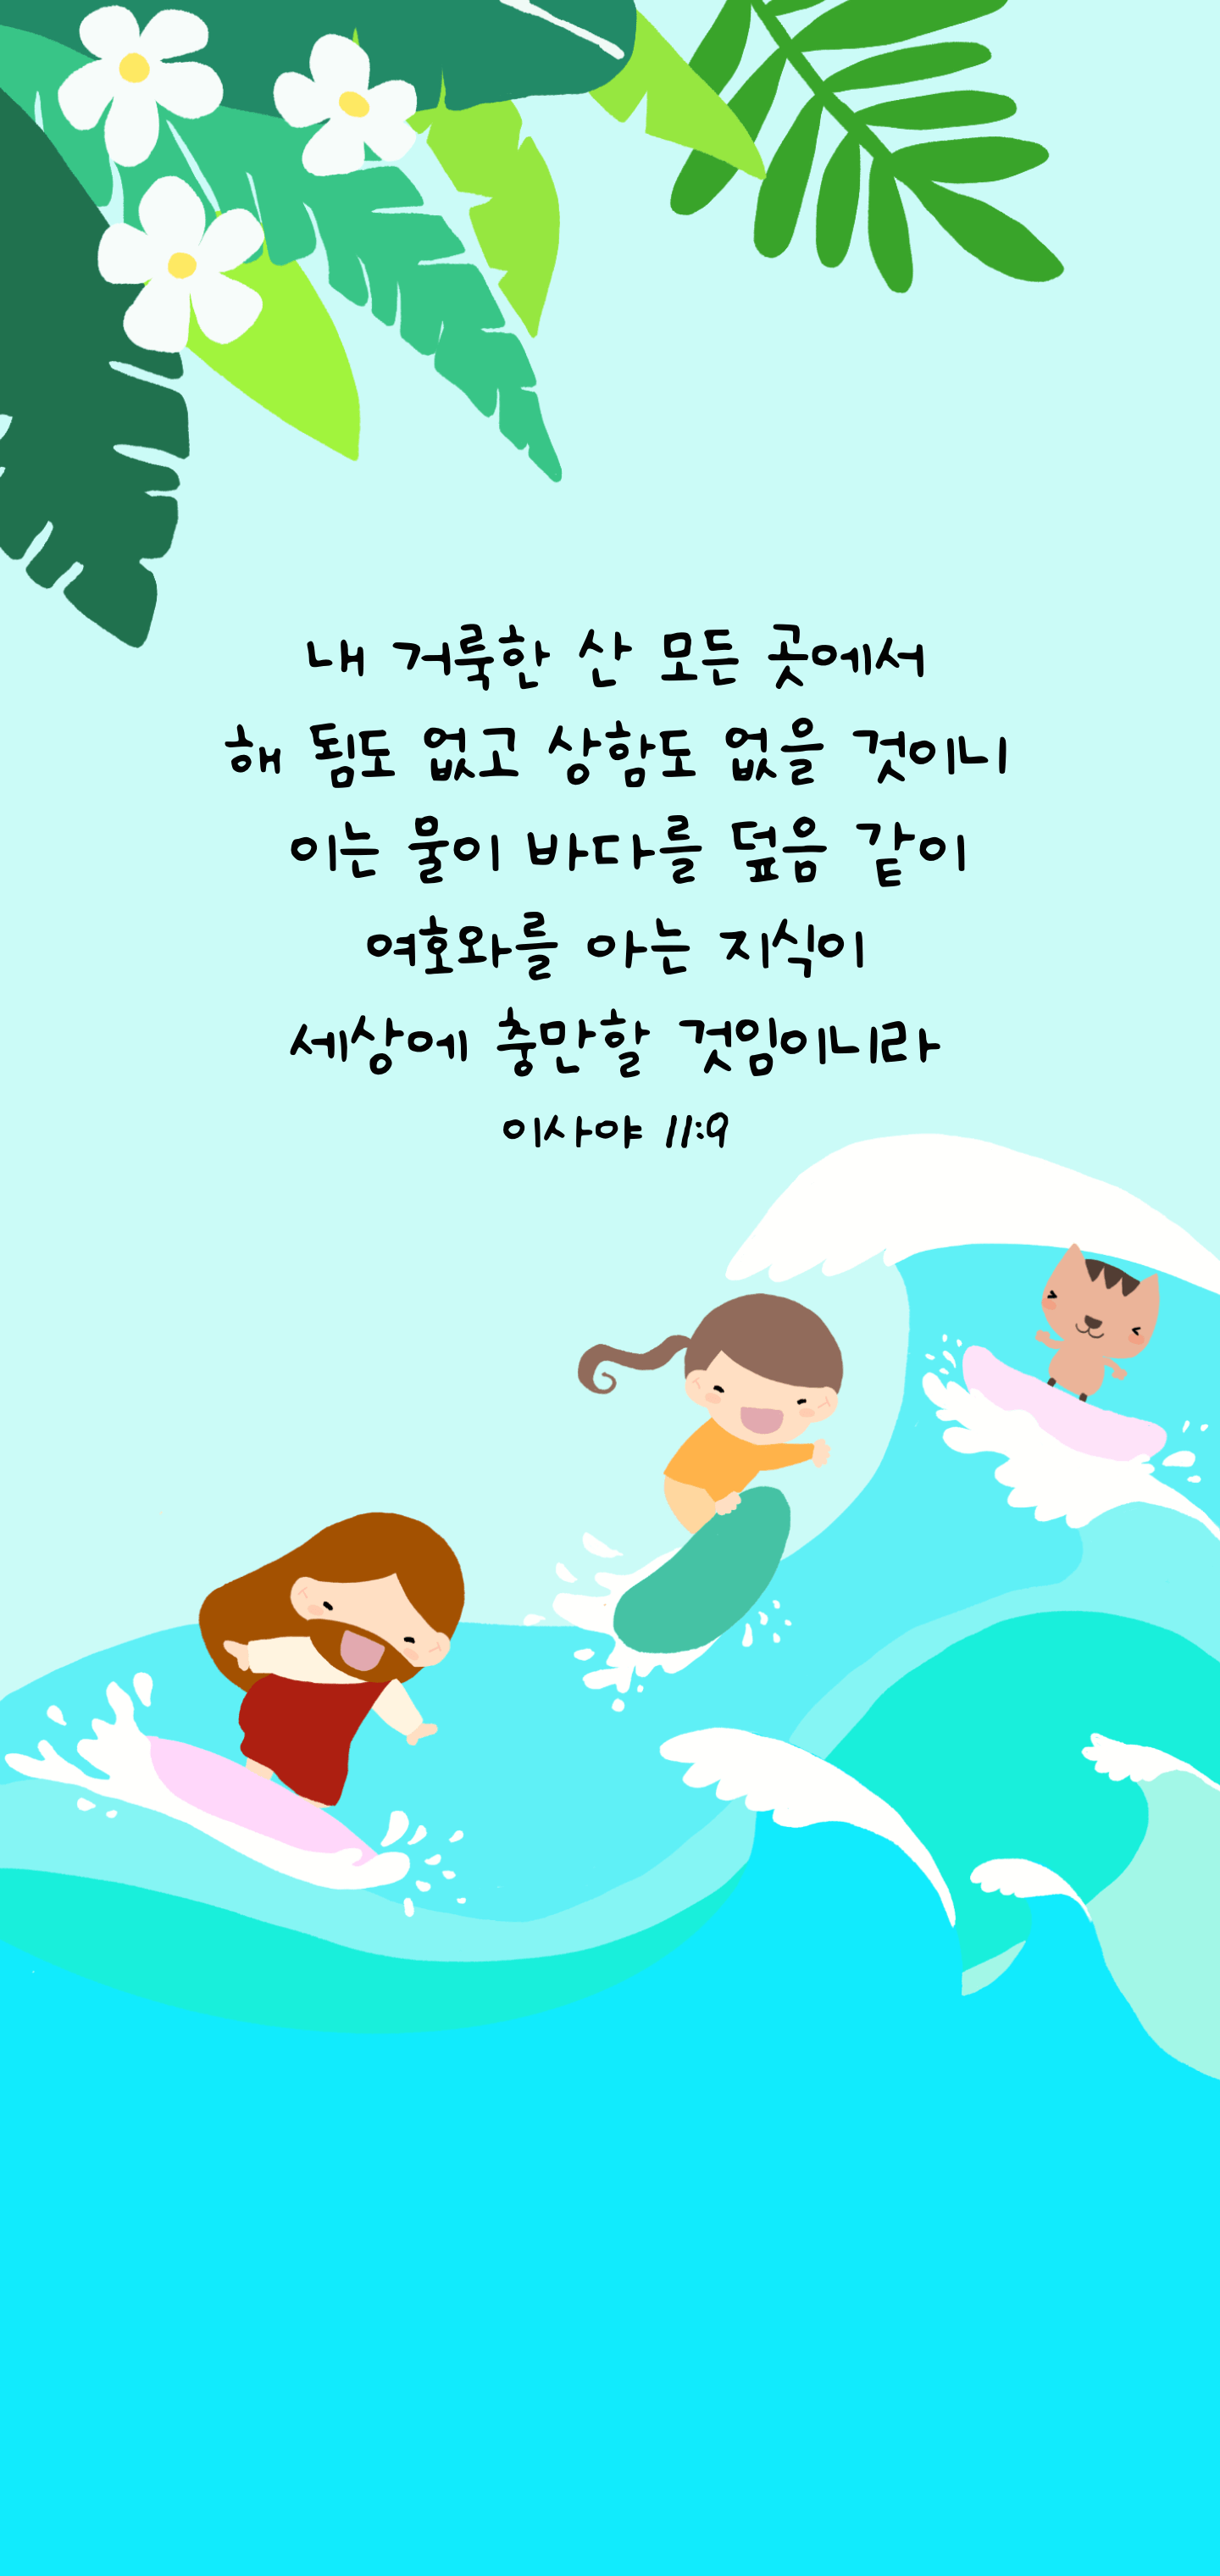 내 거룩한 산 모든 곳에서
해 됨도 없고 상함도 없을 것이니
이는 물이 바다를 덮음 같이
여호와를 아는 지식이
세상에 충만할 것임이니라
이사야 11:9